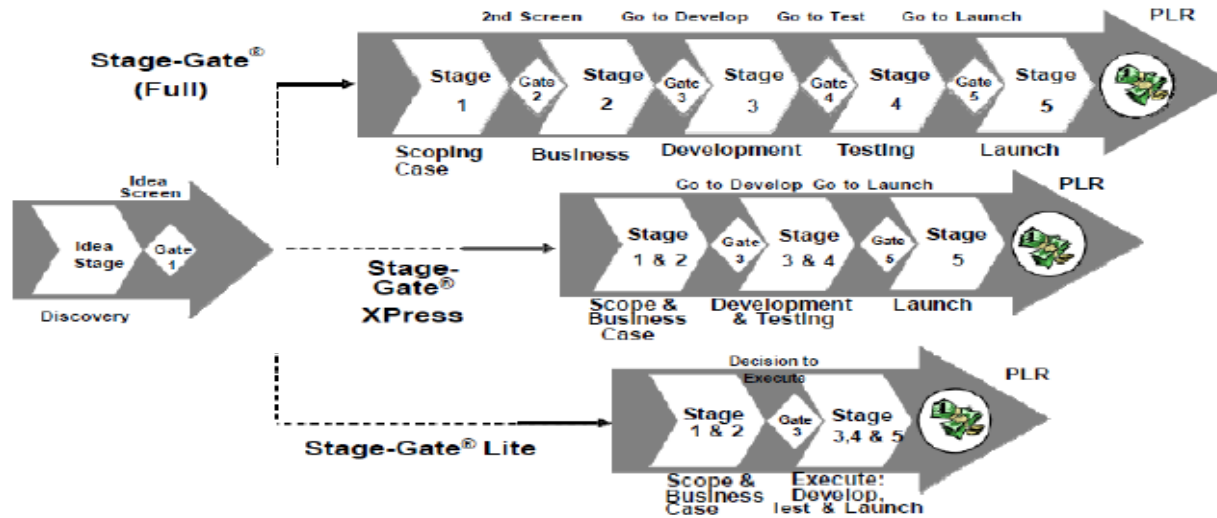 2nd Screen Go to Develop Go to Test Go to Launch PLR
Stage-Gate®
(Full)
Stage
1
Gate
2
Stage
2
Gate
3
Stage
3
Gate
4
Stage
4
Gate
5
Stage
5
Scoping
Case
Business
Development
Testing
Launch
Idea
Screen
Idea
Stage
Gate
1
Discovery
Go to Develop Go to Launch
PLR
Stage-
Gate®
XPress
Stage
1 & 2
Gate
3
Stage
3 & 4
Gate
5
Stage
5
Scope &
Business
Case
Development
& Testing
Launch
Decision to
Execute
PLR
Stage-Gate® Lite
Stage
1 & 2
Gate
3
Stage
3,4 & 5
Scope &
Business
Case
Execute:
Develop,
Test & Launch